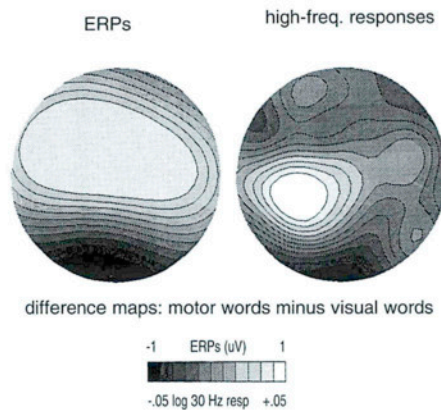 ERPs
high-freq. responses
difference maps: motor words minus visual words
-1 ERPs (uV) 1
-.05 log 30 Hz resp +.05